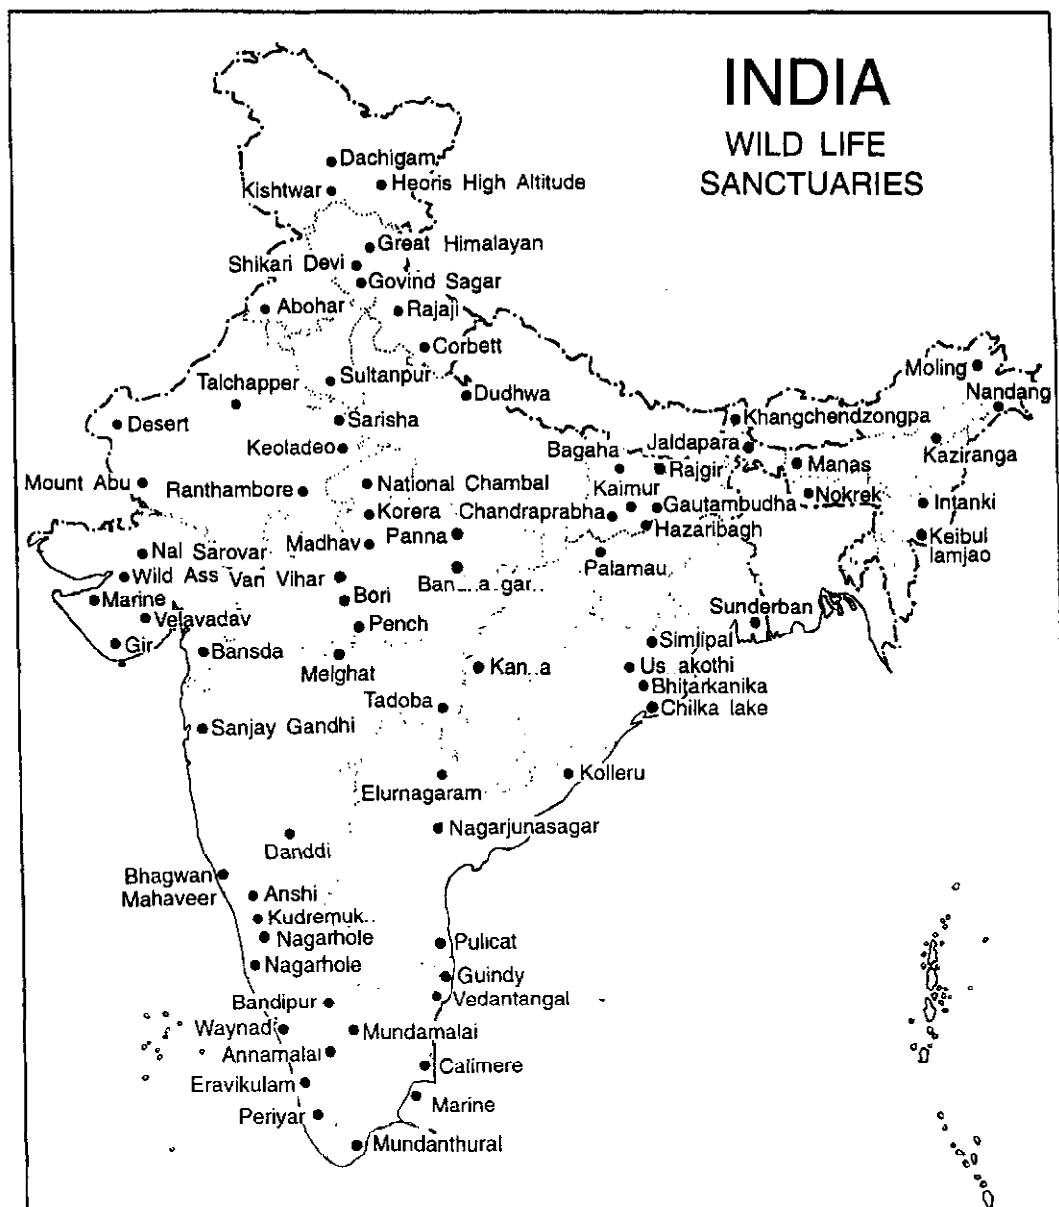 INDIA
WILD LIFE
SANCTUARIES
Dachigam
Kishtwar
Heoris High Altitude
Great Himalayan
Shikari Devi
Govind Sagar
Abohar
Rajaji
Corbett
Moling
Talchapper
Sultanpur
Dudhwa
Nandang
Desert
Sarisha
Khangchendzongpa
Keoladeo
Bagaha
Jaldapara
Kaziranga
Mount Abu
Ranthambore
National Chambal
Rajgir
Manas
Kaimur
Nokrek
Korera
Chandraprabha
Gautambudha
Intanki
Nal Sarovar
Madhav
Panna
Hazaribagh
Keibul
lamjao
Wild Ass
Van Vihar
Palamau
Marine
Bori
Sunderban
Velavadav
Pench
Gir
Bansda
Melghat
Simlipal
Bhitarkanika
Tadoba
Chilka lake
Sanjay Gandhi
Elurnagaram
Kolleru
Nagarjunasagar
Danddi
Bhagwan
Mahaveer
Anshi
Kudremuk..
Nagarhole
Pulicat
Nagarhole
Guindy
Bandipur
Vedantangal
Waynad
Mundamalai
Annamalai
Calimere
Eravikulam
Marine
Periyar
Mundanthural